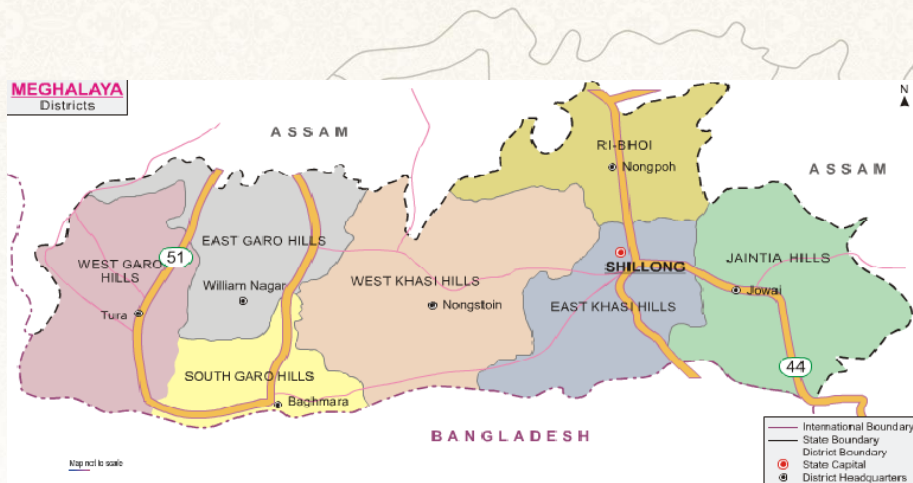 MEGHALAYA
Districts
N
ASSAM
RI-BHOI
Nongpoh
ASSAM
EAST GARO HILLS
51
WEST GARO
HILLS
SHILLONG
JAINTIA HILLS
William Nagar
WEST KHASI HILLS
Jowai
Tura
Nongstoin
EAST KHASI HILLS
44
SOUTH GARO HILLS
Baghmara
BANGLADESH
Map not to scale
International Boundary
State Boundary
District Boundary
State Capital
District Headquarters